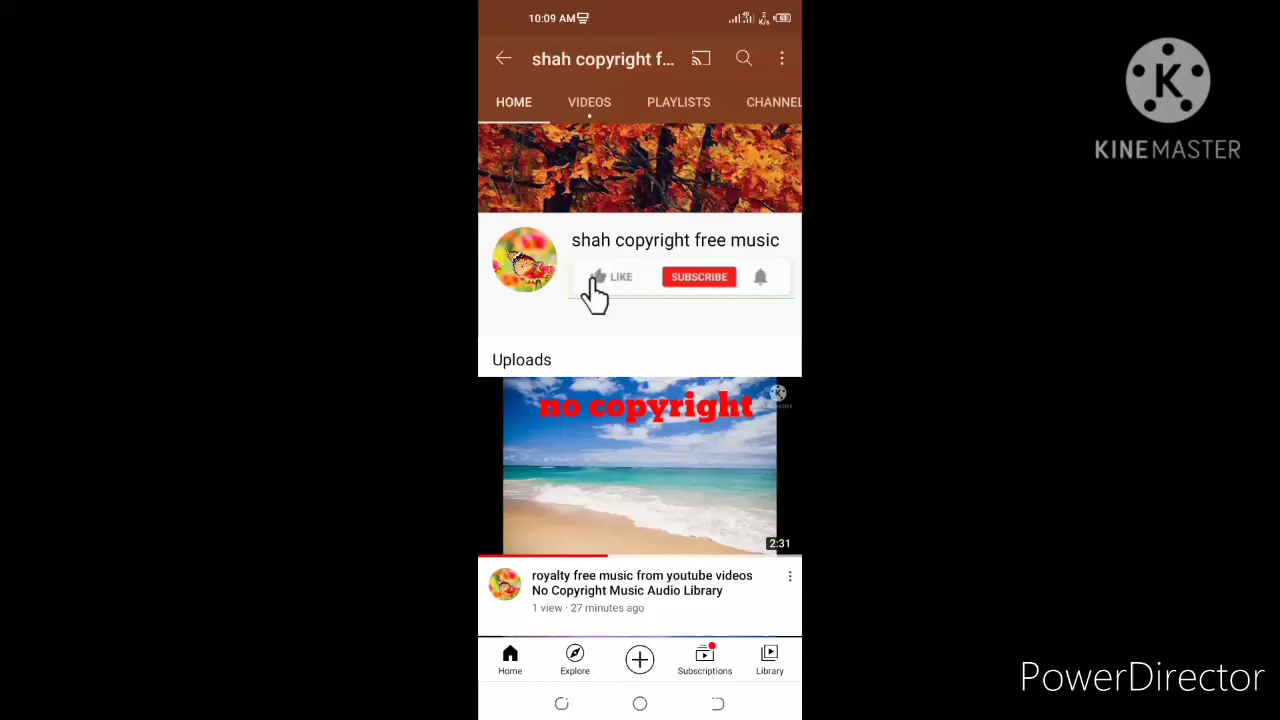 10:09 AM
shah copyright f...
HOME VIDEOS PLAYLISTS CHANNEL
KINEMASTER
shah copyright free music
LIKE SUBSCRIBE
Uploads
no copyright
2:31
royalty free music from youtube videos
No Copyright Music Audio Library
1 view · 27 minutes ago
Home Explore Subscriptions Library
PowerDirector